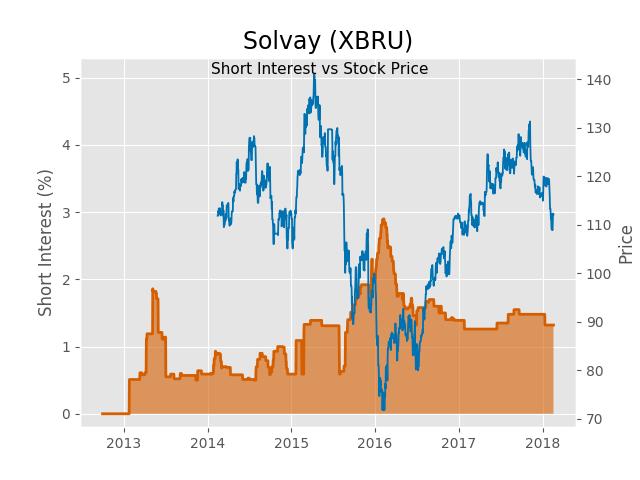 Solvay (XBRU)
Short Interest vs Stock Price
Short Interest (%)
5
4
3
2
1
0
140
130
120
110
100
90
80
70
Price
2013 2014 2015 2016 2017 2018